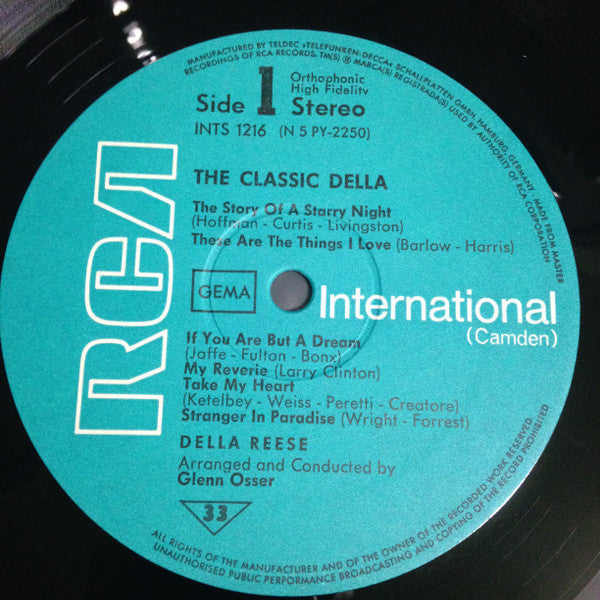 MANUFACTURED BY TELDEC »TELEFUNKEN-DECCA« SCHALLPLATTEN GMBH, HAMBURG, GERMANY · MADE FROM MASTER
RECORDINGS OF RCA RECORDS. TM(S) ® MARCA(S) REGISTRADA(S) USED BY AUTHORITY OF RCA CORPORATION
Side 1
Orthophonic
High Fidelity
Stereo
INTS 1216 (N 5 PY-2250)
THE CLASSIC DELLA
The Story Of A Starry Night
(Hoffman - Curtis - Livingston)
These Are The Things I Love (Barlow - Harris)
RCA
GEMA
International
(Camden)
If You Are But A Dream
(Jaffe - Fulton - Bonx)
My Reverie (Larry Clinton)
Take My Heart
(Ketelbey - Weiss - Peretti - Creatore)
Stranger In Paradise (Wright - Forrest)
DELLA REESE
Arranged and Conducted by
Glenn Osser
33
ALL RIGHTS OF THE MANUFACTURER AND OF THE OWNER OF THE RECORDED WORK RESERVED
UNAUTHORISED PUBLIC PERFORMANCE BROADCASTING AND COPYING OF THE RECORD PROHIBITED